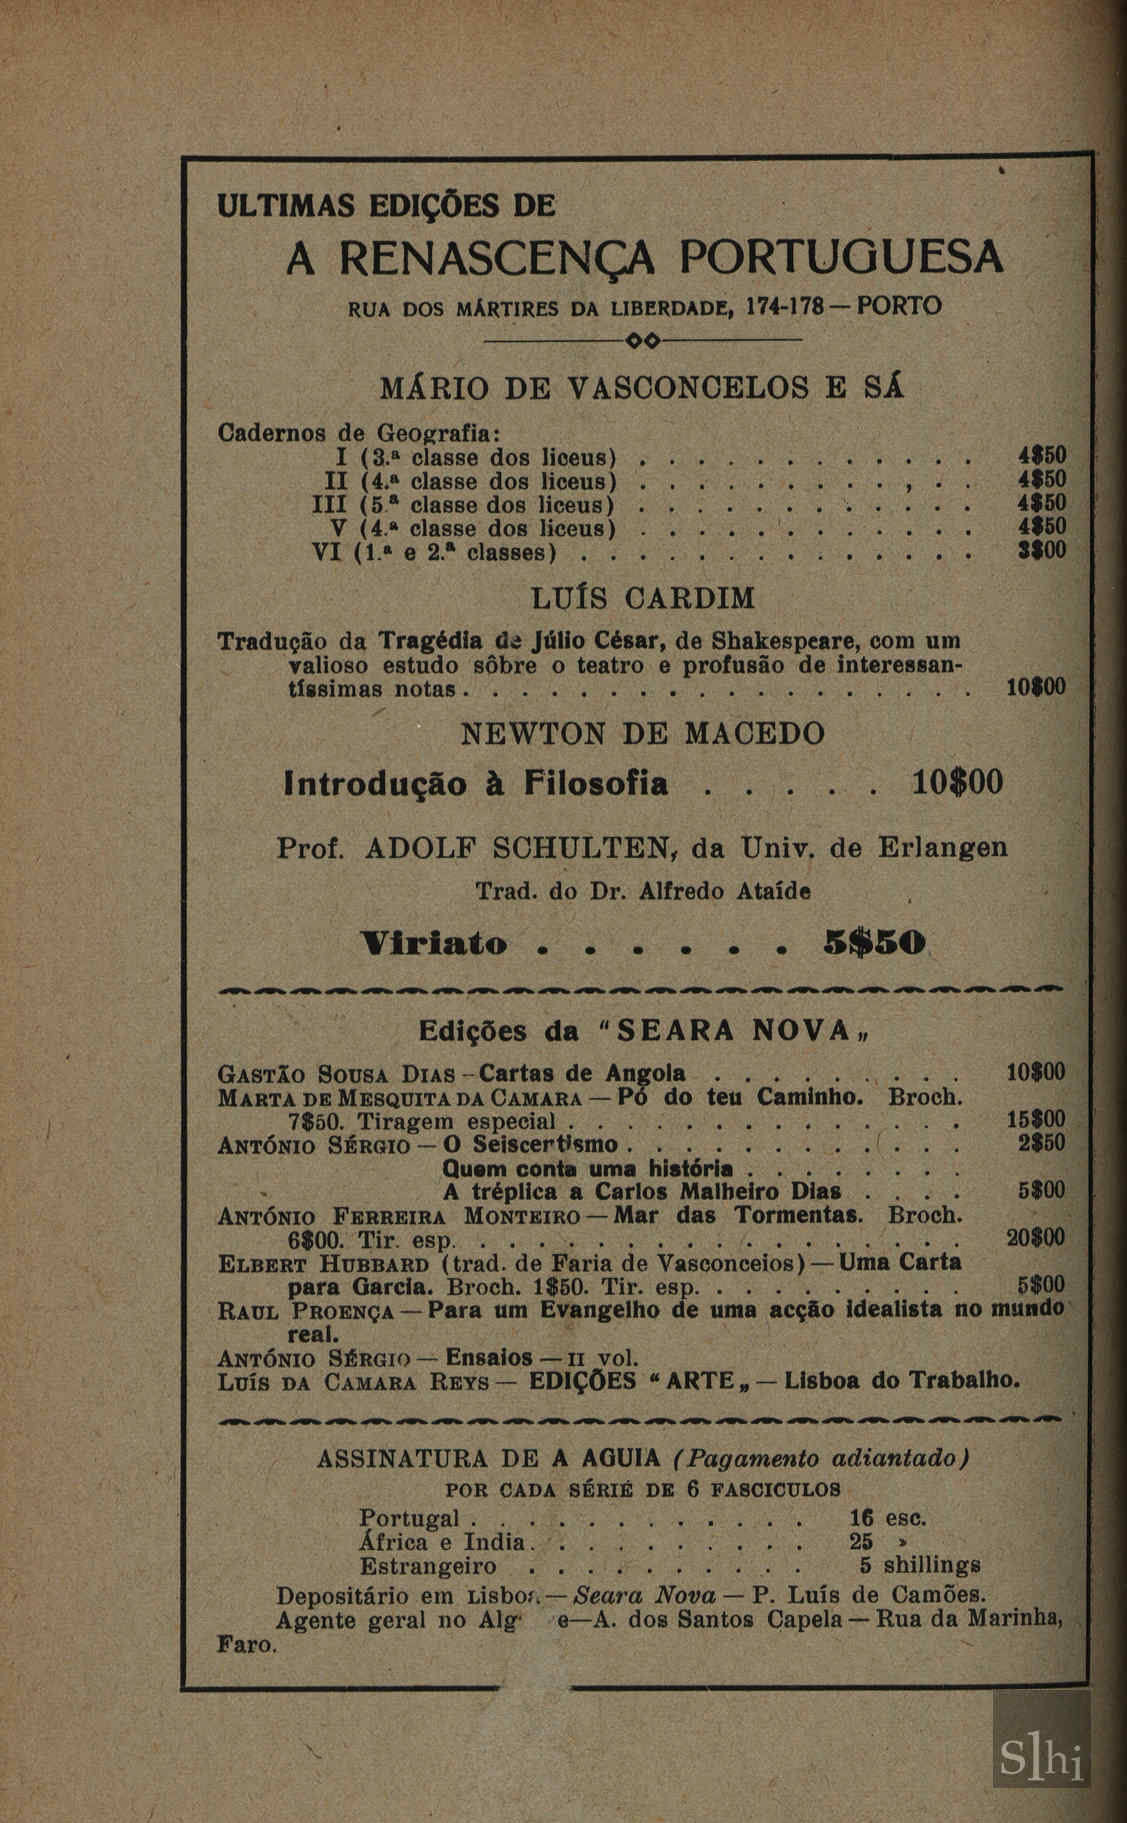 ULTIMAS EDIÇÕES DE
A RENASCENÇA PORTUGUESA
RUA DOS MÁRTIRES DA LIBERDADE, 174-178 — PORTO
MÁRIO DE VASCONCELOS E SÁ
Cadernos de Geografia:
I (3.ª classe dos liceus) . . . . . . . . . . . . 4$50
II (4.ª classe dos liceus) . . . . . . . . . , . . 4$50
III (5.ª classe dos liceus) . . . . . . . . . . . . 4$50
V (4.ª classe dos liceus) . . . . . . . . . . . . 4$50
VI (1.ª e 2.ª classes) . . . . . . . . . . . . . . 3$00
LUÍS CARDIM
Tradução da Tragédia de Júlio César, de Shakespeare, com um
valioso estudo sôbre o teatro e profusão de interessan-
tíssimas notas . . . . . . . . . . . . . . . . . . 10$00
NEWTON DE MACEDO
Introdução à Filosofia . . . . . 10$00
Prof. ADOLF SCHULTEN, da Univ. de Erlangen
Trad. do Dr. Alfredo Ataíde
Viriato . . . . . . 5$50
Edições da "SEARA NOVA„
GASTÃO SOUSA DIAS – Cartas de Angola . . . . . . . . . 10$00
MARTA DE MESQUITA DA CAMARA — Pó do teu Caminho. Broch.
7$50. Tiragem especial . . . . . . . . . . . . . . 15$00
ANTÓNIO SÉRGIO — O Seiscentismo . . . . . . . . . . . . 2$50
Quem conta uma história . . . . . . . .
A tréplica a Carlos Malheiro Dias . . . . 5$00
ANTÓNIO FERREIRA MONTEIRO — Mar das Tormentas. Broch.
6$00. Tir. esp. . . . . . . . . . . . . . . . . . 20$00
ELBERT HUBBARD (trad. de Faria de Vasconcelos) — Uma Carta
para Garcia. Broch. 1$50. Tir. esp. . . . . . . . . . 5$00
RAUL PROENÇA — Para um Evangelho de uma acção idealista no mundo
real.
ANTÓNIO SÉRGIO — Ensaios — II vol.
LUÍS DA CAMARA REYS — EDIÇÕES "ARTE„ — Lisboa do Trabalho.
ASSINATURA DE A AGUIA (Pagamento adiantado)
POR CADA SÉRIÉ DE 6 FASCICULOS
Portugal . . . . . . . . . . . . 16 esc.
África e India . . . . . . . . . . 25 »
Estrangeiro . . . . . . . . . . 5 shillings
Depositário em Lisboa — Seara Nova — P. Luís de Camões.
Agente geral no — A. dos Santos Capela — Rua da Marinha,
Faro.
S|hi